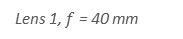 Lens 1, f = 40 mm